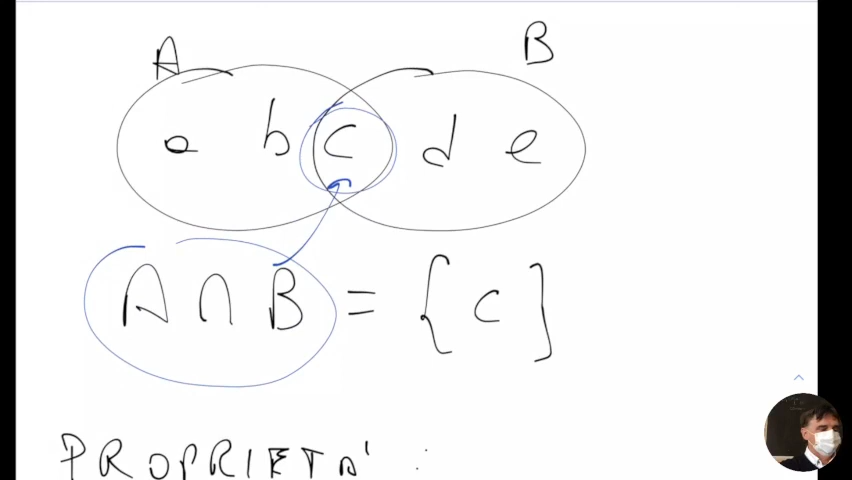 A B
a b c d e
A ∩ B = { c }
PROPRIETA' :